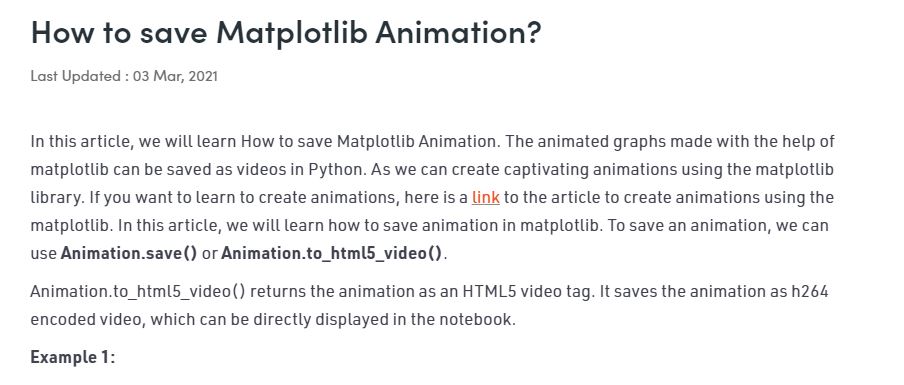 How to save Matplotlib Animation?
Last Updated : 03 Mar, 2021
In this article, we will learn How to save Matplotlib Animation. The animated graphs made with the help of
matplotlib can be saved as videos in Python. As we can create captivating animations using the matplotlib
library. If you want to learn to create animations, here is a link to the article to create animations using the
matplotlib. In this article, we will learn how to save animation in matplotlib. To save an animation, we can
use Animation.save() or Animation.to_html5_video().
Animation.to_html5_video() returns the animation as an HTML5 video tag. It saves the animation as h264
encoded video, which can be directly displayed in the notebook.
Example 1: